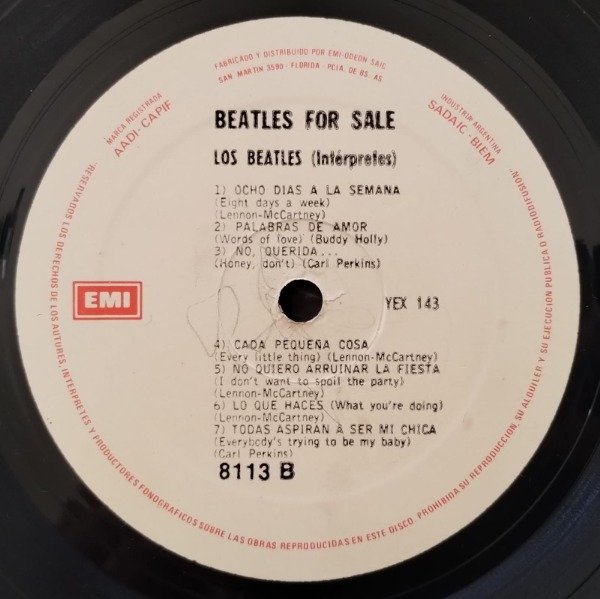 FABRICADO Y DISTRIBUIDO POR EMI-ODEON SAIC
SAN MARTIN 3590 - FLORIDA - PCIA. DE BS. AS
MARCA REGISTRADA
AADI-CAPIF
INDUSTRIA ARGENTINA
SADAIC-BIEM
BEATLES FOR SALE
LOS BEATLES (Intérpretes)
1) OCHO DIAS A LA SEMANA
(Eight days a week)
(Lennon-McCartney)
2) PALABRAS DE AMOR
(Words of love) (Buddy Holly)
3) NO, QUERIDA...
(Honey, don't) (Carl Perkins)
EMI
YEX 143
4) CADA PEQUEÑA COSA
(Every little thing) (Lennon-McCartney)
5) NO QUIERO ARRUINAR LA FIESTA
(I don't want to spoil the party)
(Lennon-McCartney)
6) LO QUE HACES (What you're doing)
(Lennon-McCartney)
7) TODAS ASPIRAN A SER MI CHICA
(Everybody's trying to be my baby)
(Carl Perkins)
8113 B
"RESERVADOS LOS DERECHOS DE LOS AUTORES, INTERPRETES Y PRODUCTORES FONOGRAFICOS SOBRE LAS OBRAS REPRODUCIDAS EN ESTE DISCO. PROHIBIDA SU REPRODUCCION, SU ALQUILER Y SU EJECUCION PUBLICA O RADIODIFUSION"